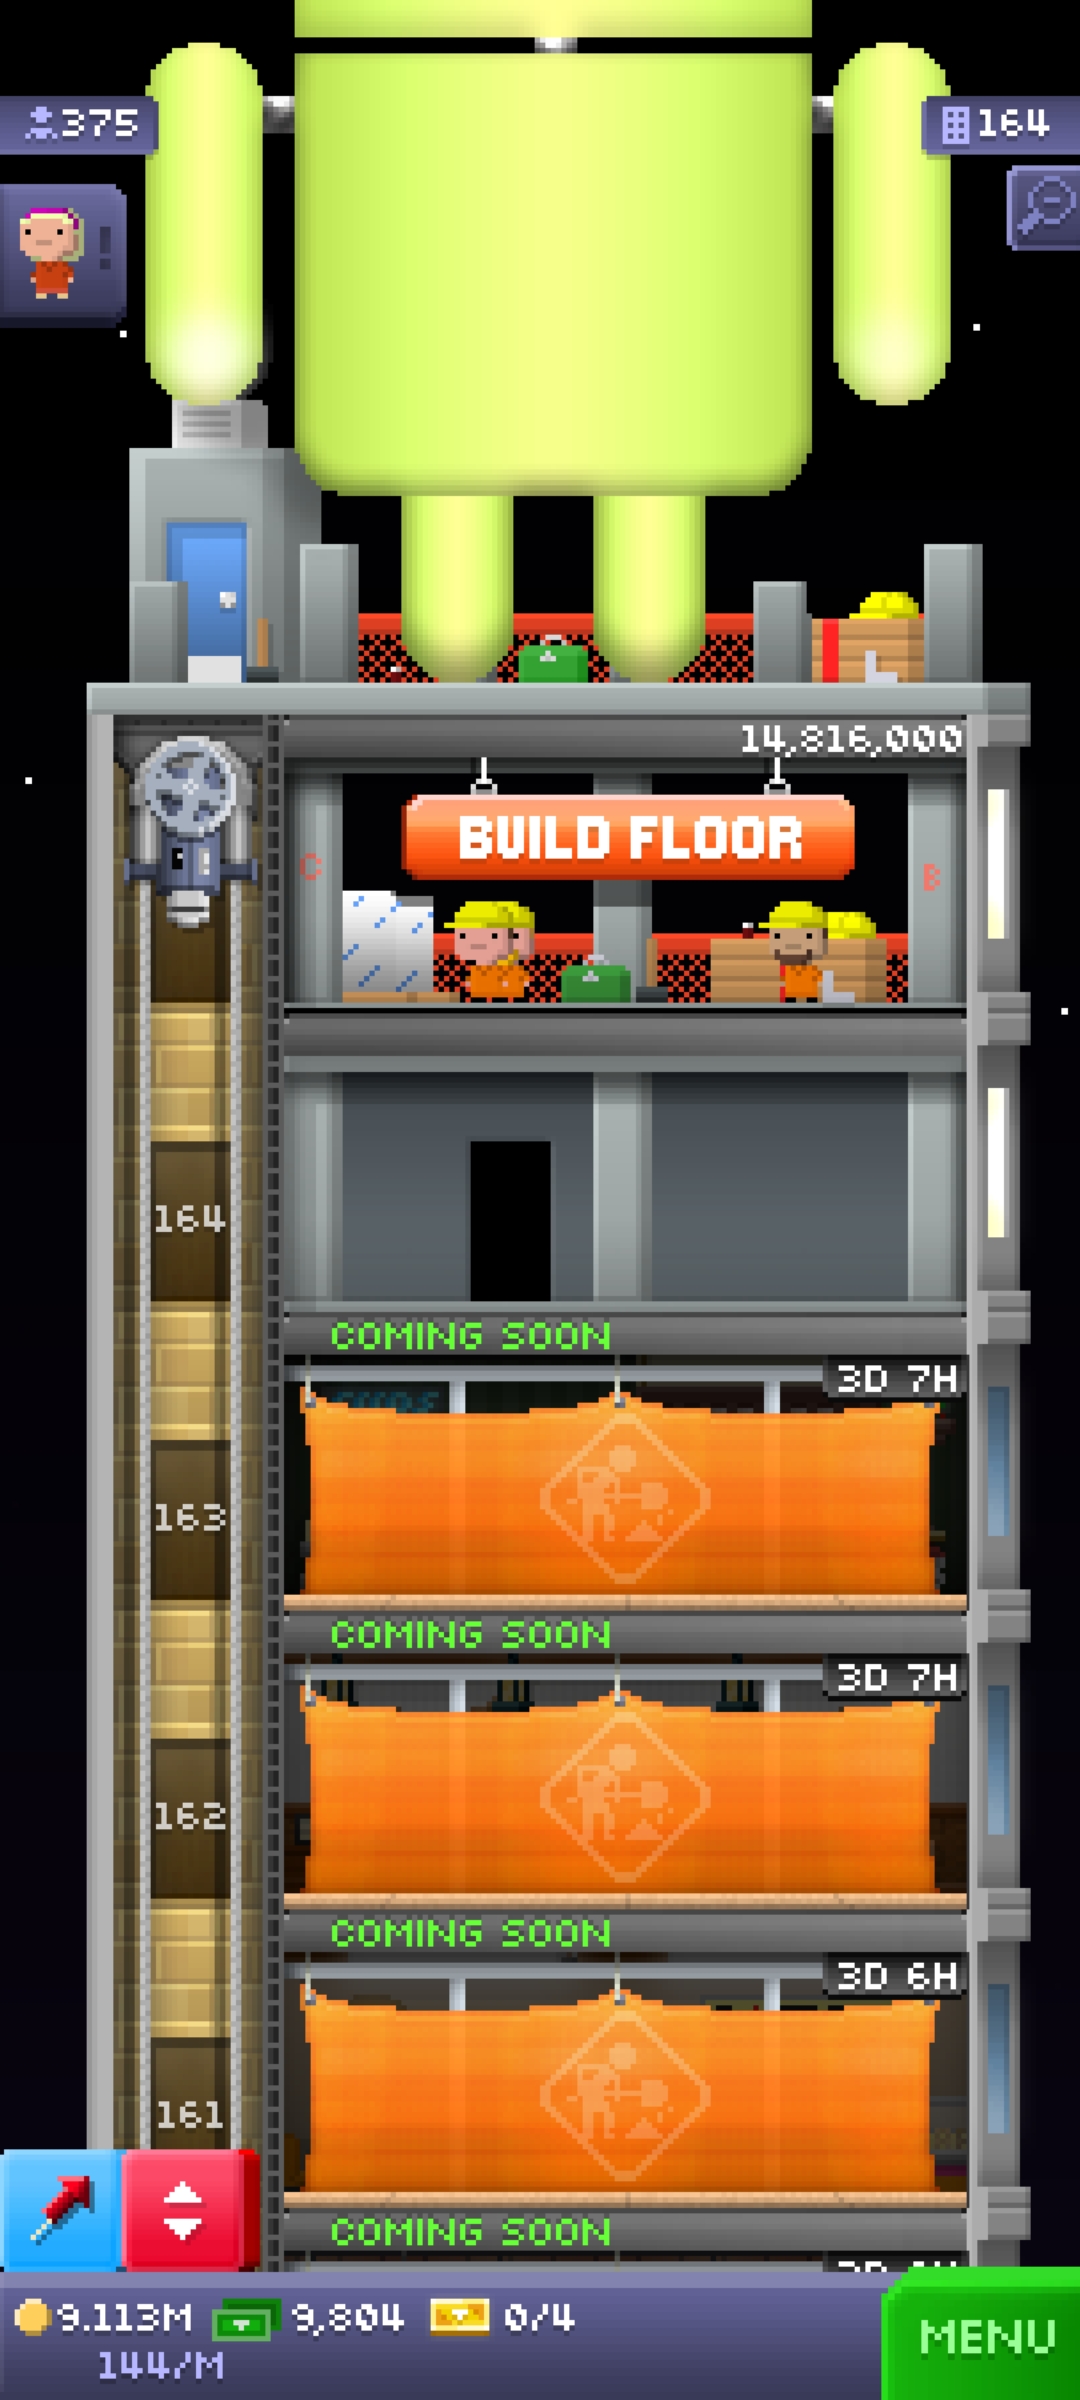 375
164
!
14,816,000
BUILD FLOOR
C
B
164
COMING SOON
3D 7H
163
COMING SOON
3D 7H
162
COMING SOON
3D 6H
161
COMING SOON
9.113M 9,804 0/4
144/M
MENU